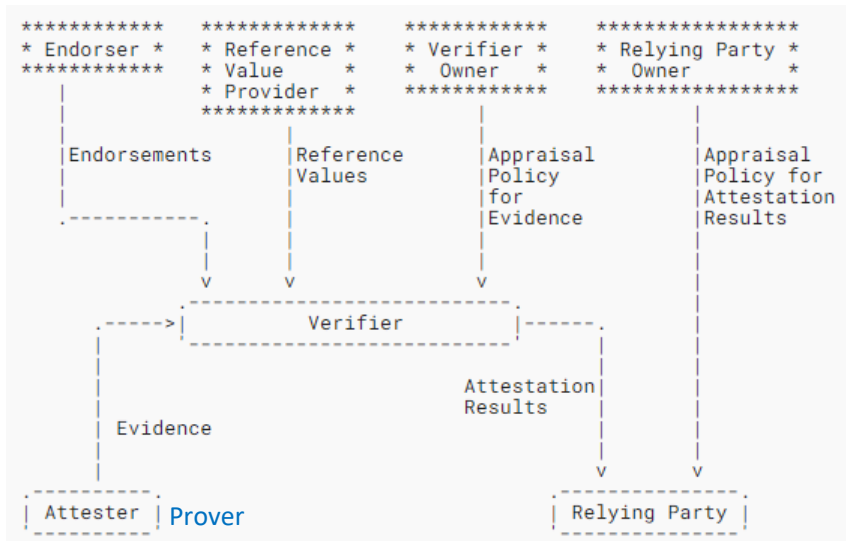 ************ ************* ************ *****************
* Endorser * * Reference * * Verifier * * Relying Party *
************ * Value * * Owner * * Owner *
* Provider * ************ *****************
*************
Endorsements Reference Appraisal Appraisal
Values Policy Policy for
for Attestation
Evidence Results
Verifier
Attestation
Results
Evidence
Attester Prover Relying Party